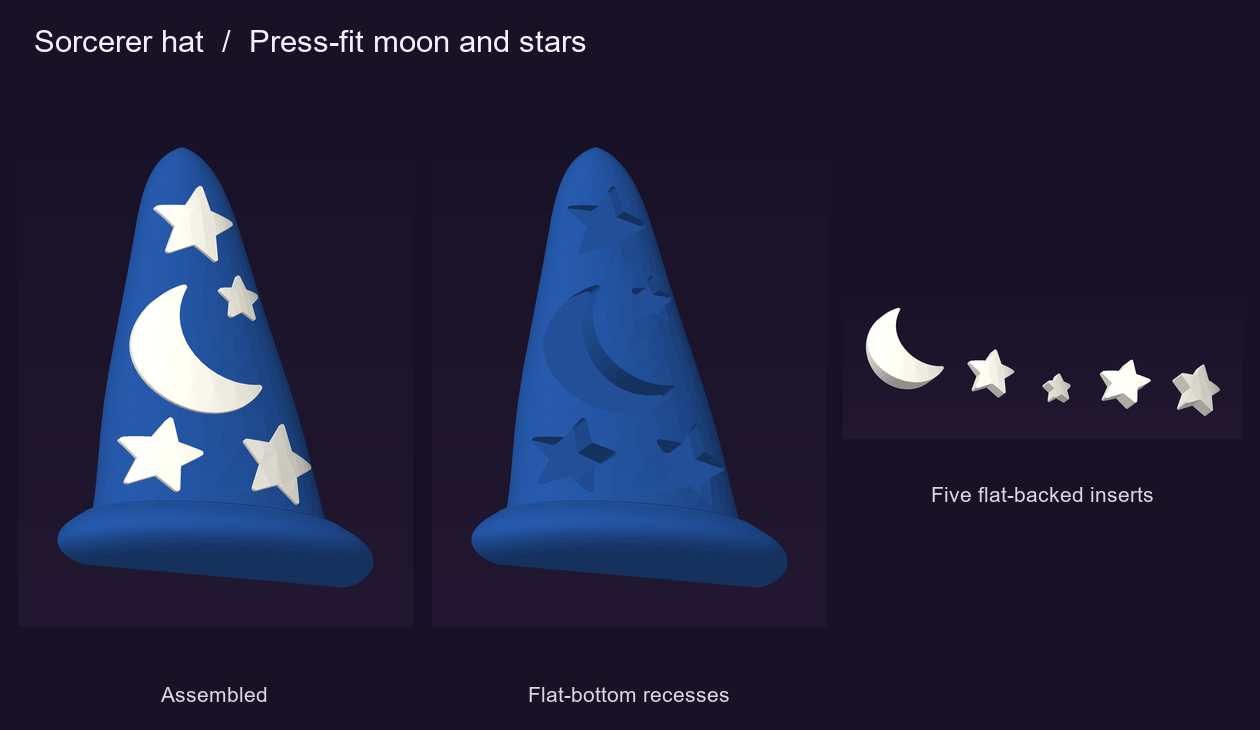 Sorcerer hat / Press-fit moon and stars
Five flat-backed inserts
Assembled
Flat-bottom recesses